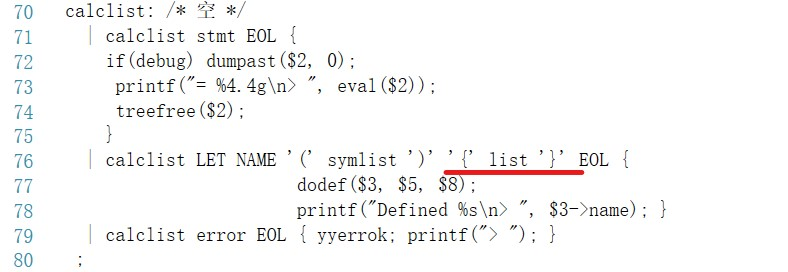 70 calclist: /* 空 */
71 | calclist stmt EOL {
72 if(debug) dumpast($2, 0);
73 printf("= %4.4g\n> ", eval($2));
74 treefree($2);
75 }
76 | calclist LET NAME '(' symlist ')' '{' list '}' EOL {
77 dodef($3, $5, $8);
78 printf("Defined %s\n> ", $3->name); }
79 | calclist error EOL { yyerrok; printf("> "); }
80 ;